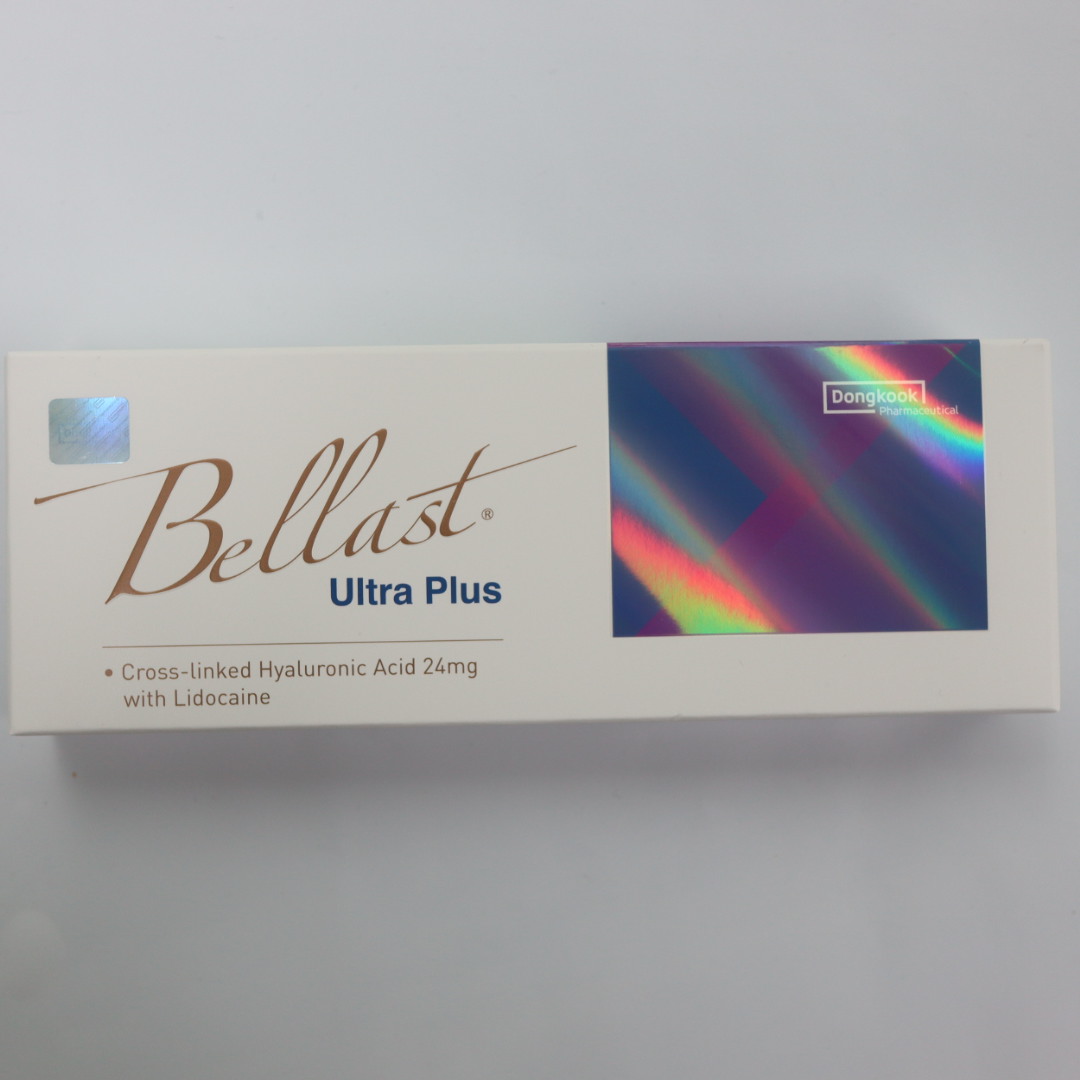 Dongkook
Pharmaceutical
Bellast®
Ultra Plus
• Cross-linked Hyaluronic Acid 24mg
with Lidocaine